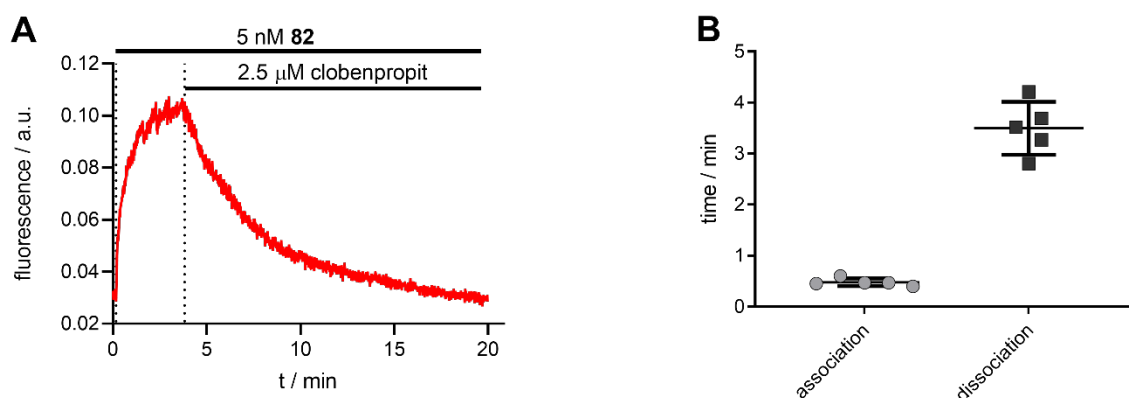 A
5 nM 82
2.5 μM clobenpropit
fluorescence / a.u.
0.12
0.10
0.08
0.06
0.04
0.02
0
5
10
15
20
t / min
B
time / min
5
4
3
2
1
0
association
dissociation